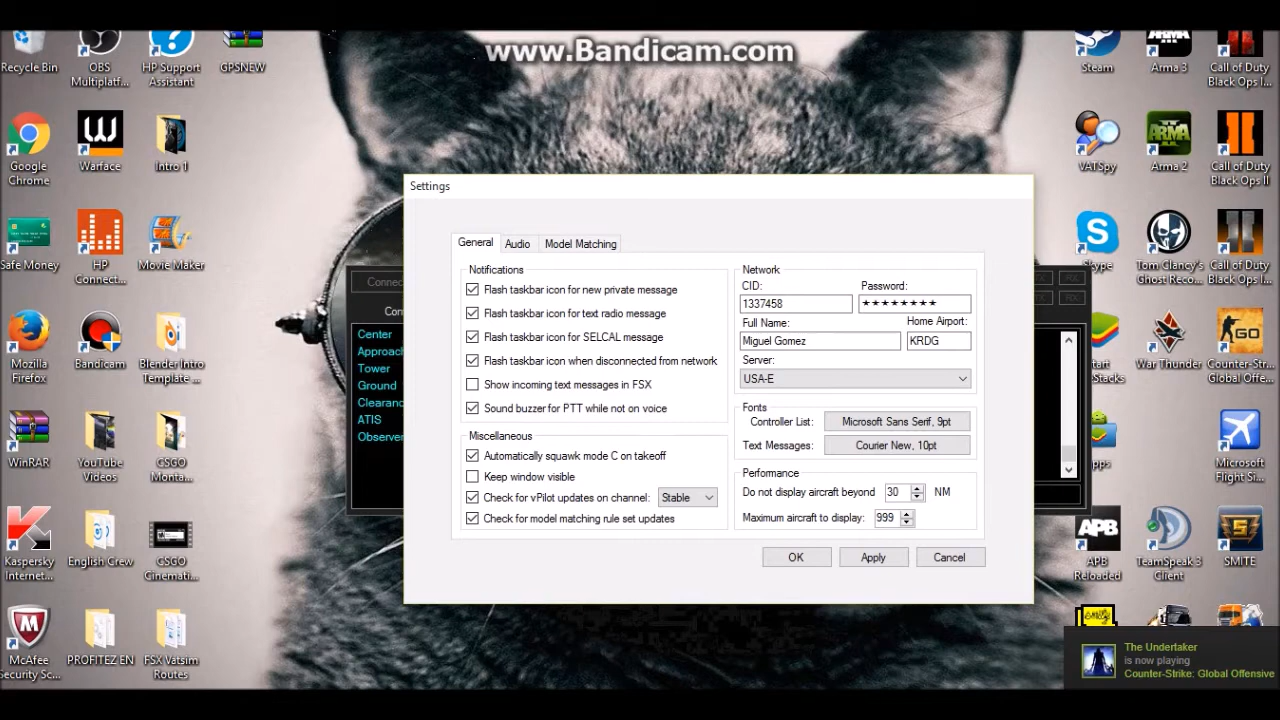 www.Bandicam.com
Recycle Bin
OBS
Multiplatf...
HP Support
Assistant
GPSNEW
Steam
Arma 3
Call of Duty
Black Ops I...
Google
Chrome
Warface
Intro 1
VATSpy
Arma 2
Call of Duty
Black Ops II
Safe Money
HP
Connect...
Movie Maker
Skype
Tom Clancy's
Ghost Reco...
Call of Duty
Black Ops II...
Mozilla
Firefox
Bandicam
Blender Intro
Template ...
War Thunder
Counter-Str...
Global Offe...
WinRAR
YouTube
Videos
CSGO
Monta...
Microsoft
Flight Si...
Kaspersky
Internet...
English Crew
CSGO
Cinemati...
APB
Reloaded
TeamSpeak 3
Client
SMITE
McAfee
Security Sc...
PROFITEZ EN
FSX Vatsim
Routes
Center
Approach
Tower
Ground
Clearanc
ATIS
Observer
Settings
General
Audio
Model Matching
Notifications
Flash taskbar icon for new private message
Flash taskbar icon for text radio message
Flash taskbar icon for SELCAL message
Flash taskbar icon when disconnected from network
Show incoming text messages in FSX
Sound buzzer for PTT while not on voice
Miscellaneous
Automatically squawk mode C on takeoff
Keep window visible
Check for vPilot updates on channel: Stable
Check for model matching rule set updates
Network
CID: Password:
1337458 ********
Full Name: Home Airport:
Miguel Gomez KRDG
Server:
USA-E
Fonts
Controller List: Microsoft Sans Serif, 9pt
Text Messages: Courier New, 10pt
Performance
Do not display aircraft beyond 30 NM
Maximum aircraft to display: 999
OK Apply Cancel
The Undertaker
is now playing
Counter-Strike: Global Offensive